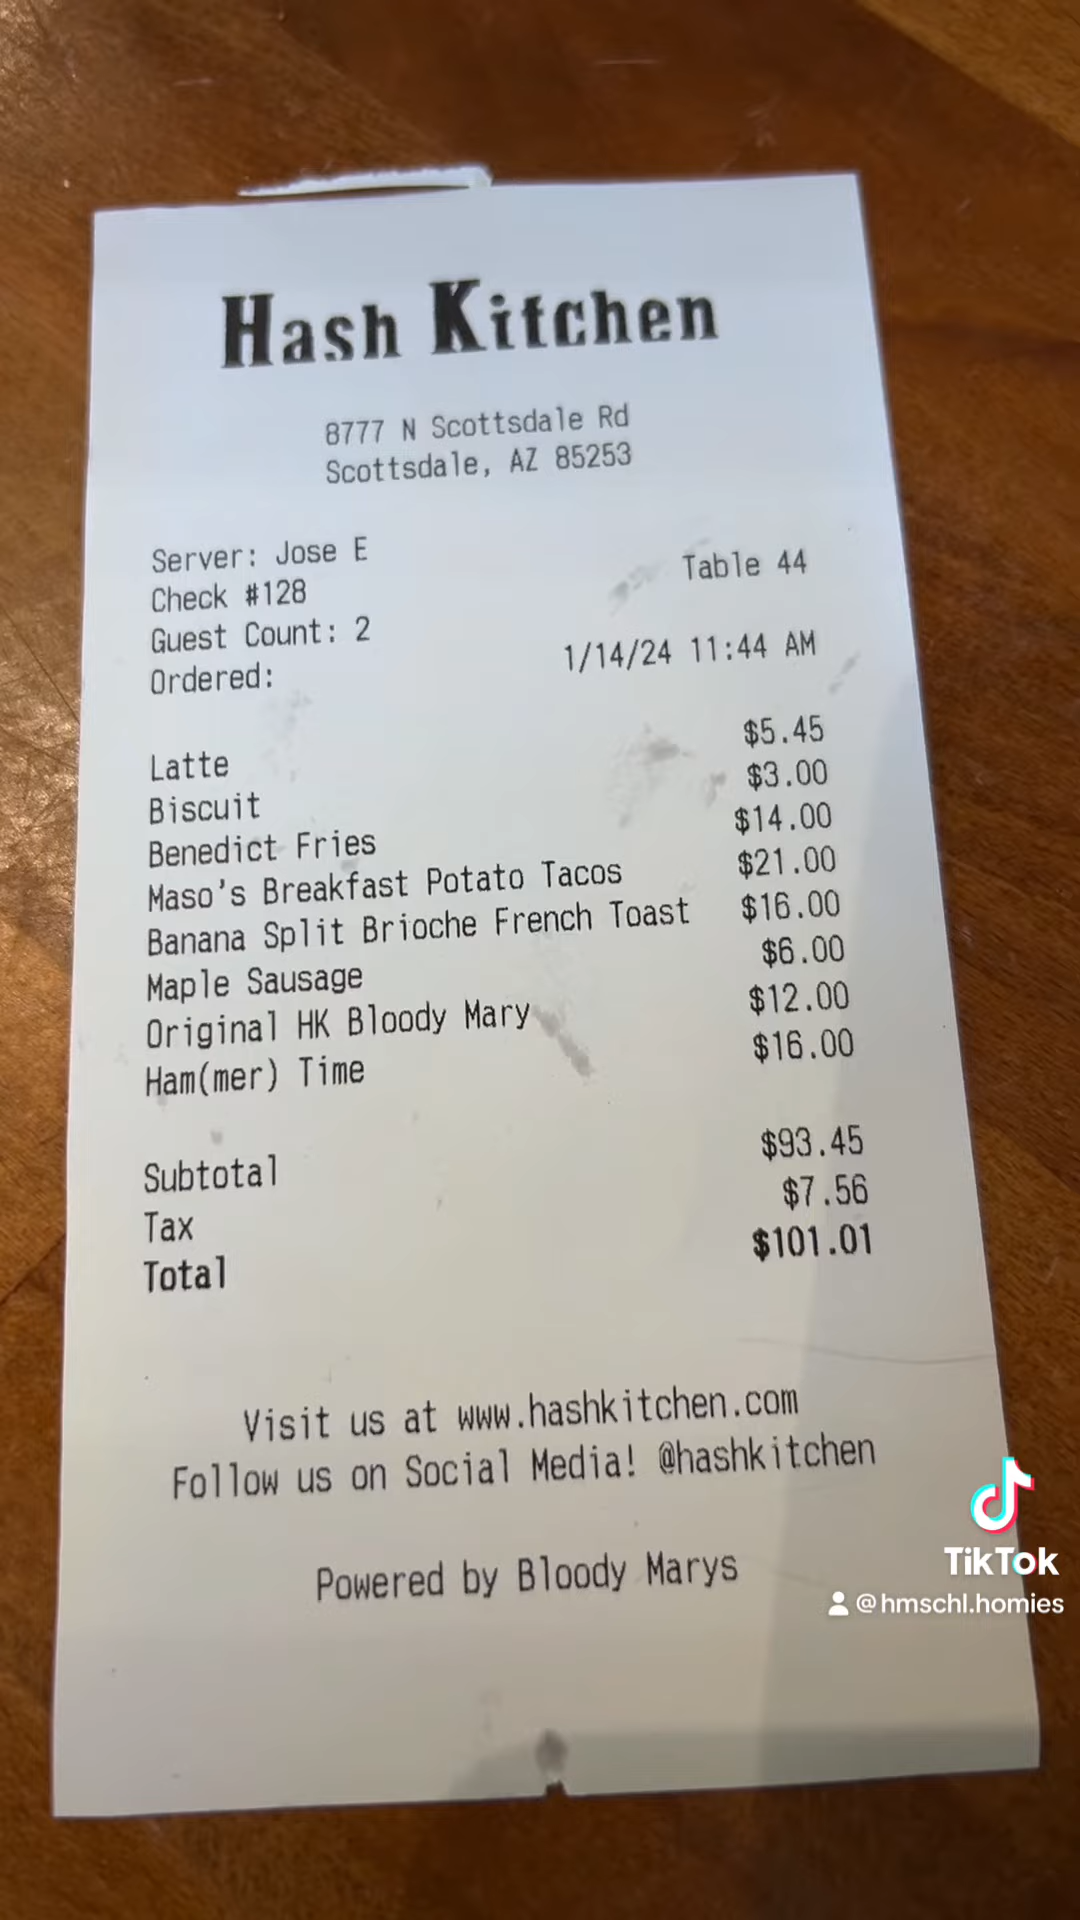 Hash Kitchen
8777 N Scottsdale Rd
Scottsdale, AZ 85253
Server: Jose E
Check #128 Table 44
Guest Count: 2
Ordered: 1/14/24 11:44 AM
Latte $5.45
Biscuit $3.00
Benedict Fries $14.00
Maso's Breakfast Potato Tacos $21.00
Banana Split Brioche French Toast $16.00
Maple Sausage $6.00
Original HK Bloody Mary $12.00
Ham(mer) Time $16.00
Subtotal $93.45
Tax $7.56
Total $101.01
Visit us at www.hashkitchen.com
Follow us on Social Media! @hashkitchen
Powered by Bloody Marys
TikTok
@hmschl.homies